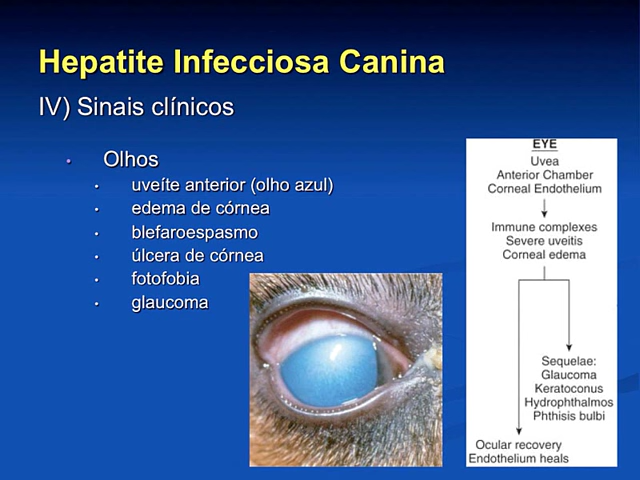 Hepatite Infecciosa Canina
IV) Sinais clínicos
• Olhos
• uveíte anterior (olho azul)
• edema de córnea
• blefaroespasmo
• úlcera de córnea
• fotofobia
• glaucoma
EYE
Uvea
Anterior Chamber
Corneal Endothelium
Immune complexes
Severe uveitis
Corneal edema
Sequelae:
Glaucoma
Keratoconus
Hydrophthalmos
Phthisis bulbi
Ocular recovery
Endothelium heals